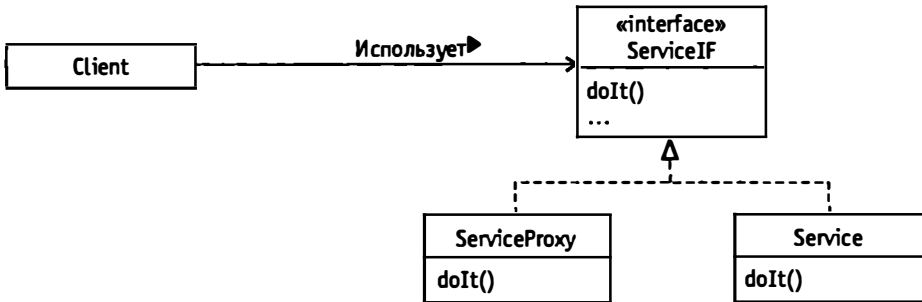 «interface»
ServiceIF
Использует
Client
doIt()
...
ServiceProxy
doIt()
Service
doIt()